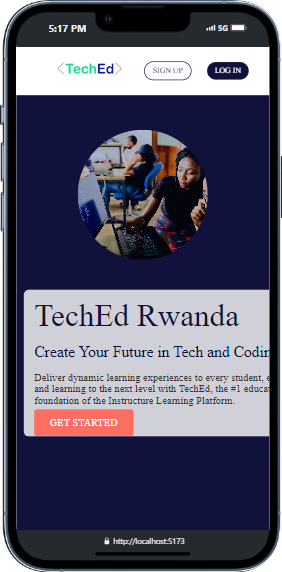 5:17 PM
5G
<TechEd>
SIGN UP
LOG IN
TechEd Rwanda
Create Your Future in Tech and Codin
Deliver dynamic learning experiences to every student, e
and learning to the next level with TechEd, the #1 educa
foundation of the Instructure Learning Platform.
GET STARTED
http://localhost:5173